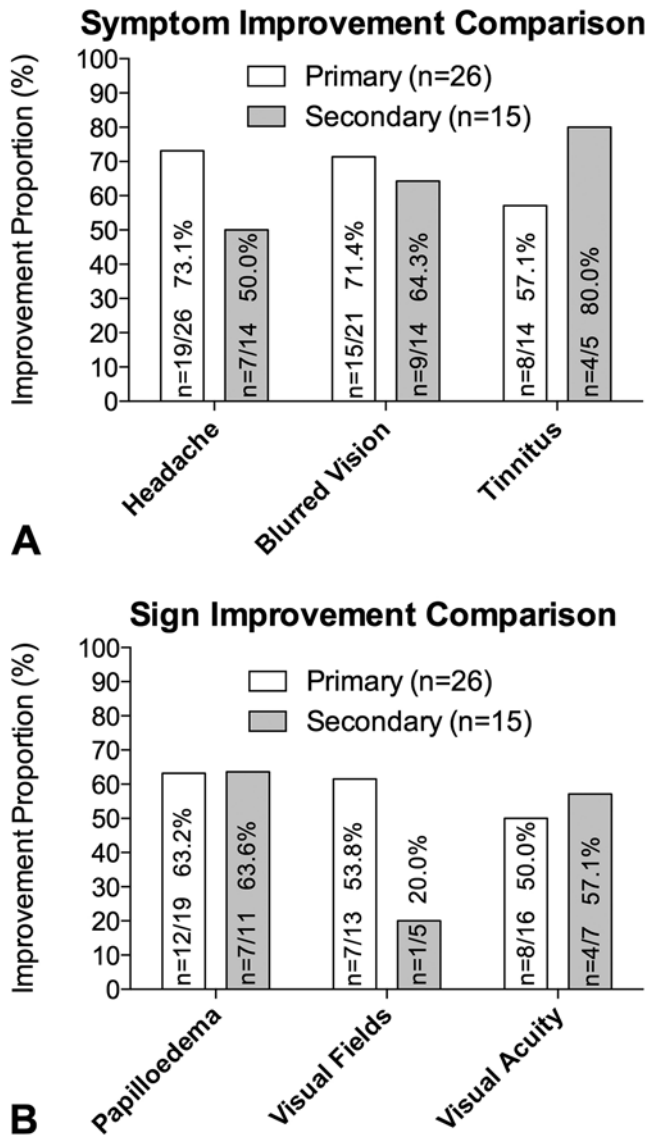 Symptom Improvement Comparison
Improvement Proportion (%)
100
90
80
70
60
50
40
30
20
10
0
Primary (n=26)
Secondary (n=15)
n=19/26 73.1%
n=7/14 50.0%
n=15/21 71.4%
n=9/14 64.3%
n=8/14 57.1%
n=4/5 80.0%
Headache
Blurred Vision
Tinnitus
A
Sign Improvement Comparison
Improvement Proportion (%)
100
90
80
70
60
50
40
30
20
10
0
Primary (n=26)
Secondary (n=15)
n=12/19 63.2%
n=7/11 63.6%
n=7/13 53.8%
n=1/5 20.0%
n=8/16 50.0%
n=4/7 57.1%
Papilloedema
Visual Fields
Visual Acuity
B